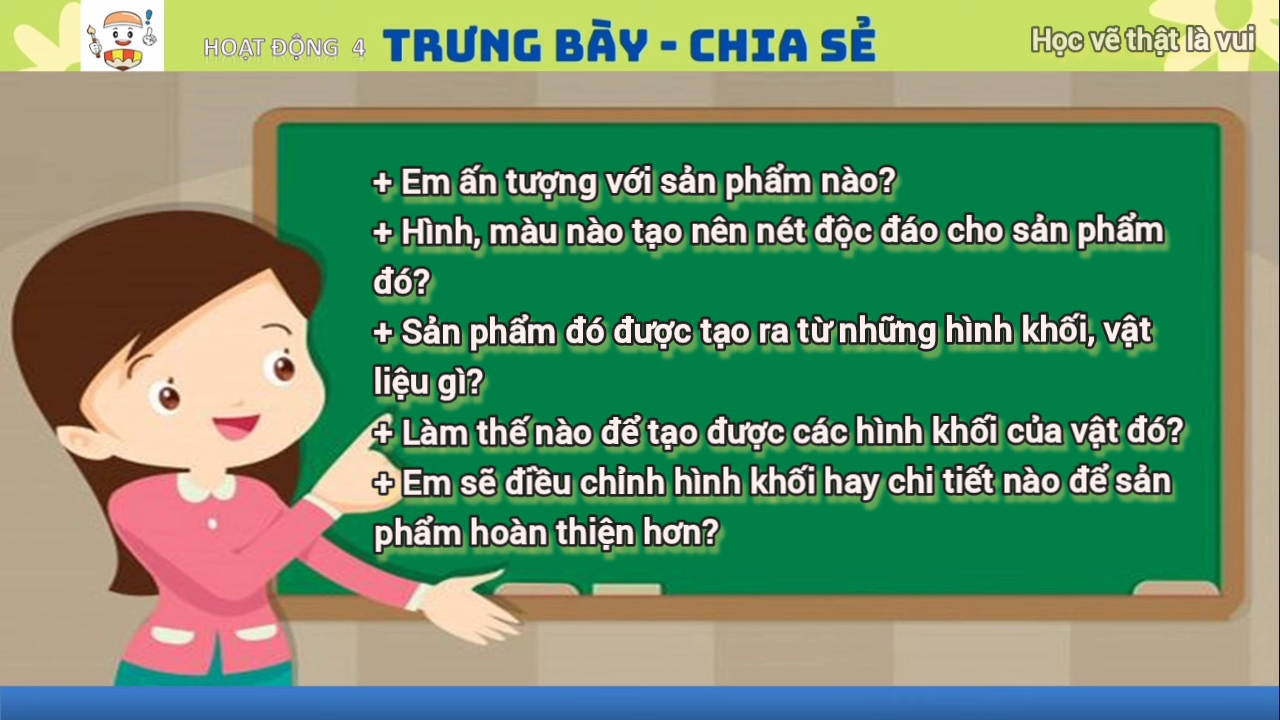 HOẠT ĐỘNG 4 TRƯNG BÀY - CHIA SẺ
Học vẽ thật là vui
+ Em ấn tượng với sản phẩm nào?
+ Hình, màu nào tạo nên nét độc đáo cho sản phẩm
đó?
+ Sản phẩm đó được tạo ra từ những hình khối, vật
liệu gì?
+ Làm thế nào để tạo được các hình khối của vật đó?
+ Em sẽ điều chỉnh hình khối hay chi tiết nào để sản
phẩm hoàn thiện hơn?